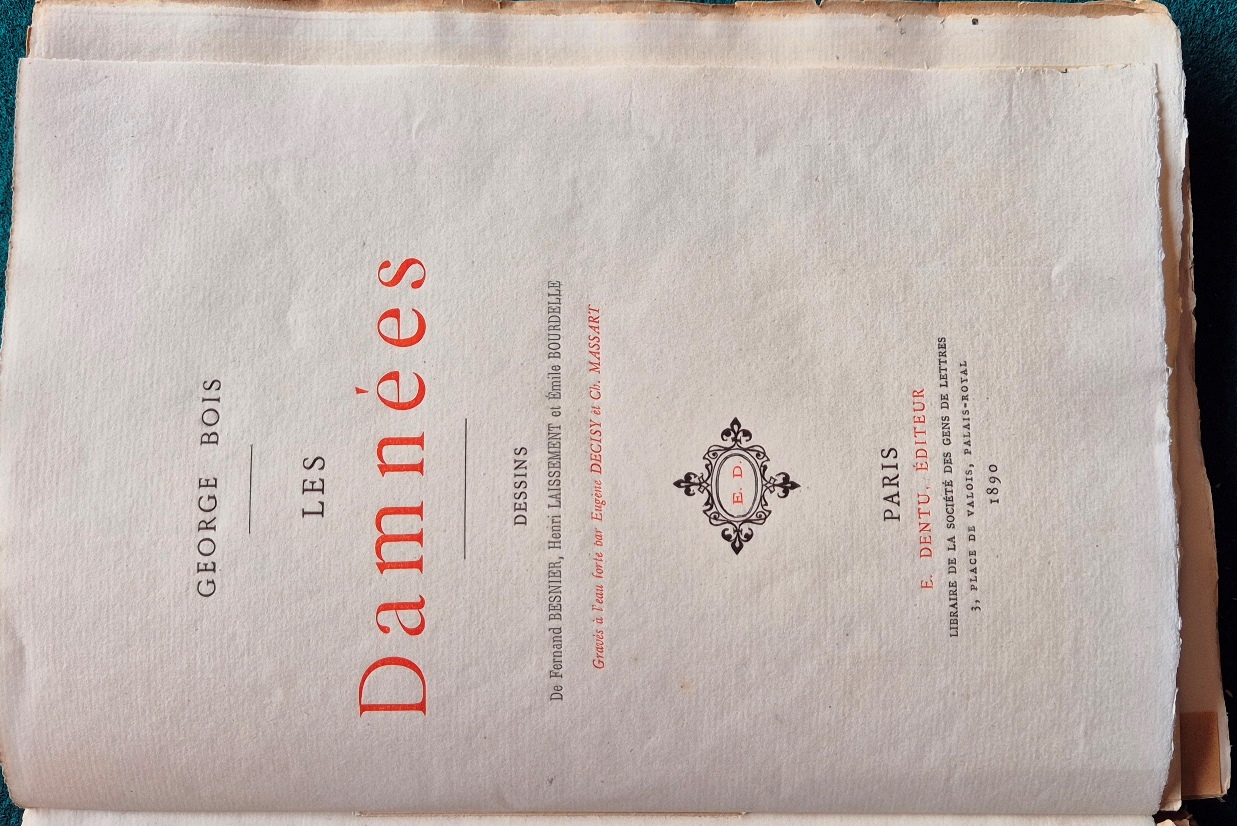 GEORGE BOIS
LES
Damnées
DESSINS
De Fernand BESNIER, Henri LAISSEMENT et Émile BOURDELLE
Gravés à l'eau forte par Eugène DECISY et Ch. MASSART
E. D.
PARIS
E. DENTU, ÉDITEUR
LIBRAIRE DE LA SOCIÉTÉ DES GENS DE LETTRES
3, PLACE DE VALOIS, PALAIS-ROYAL
1890